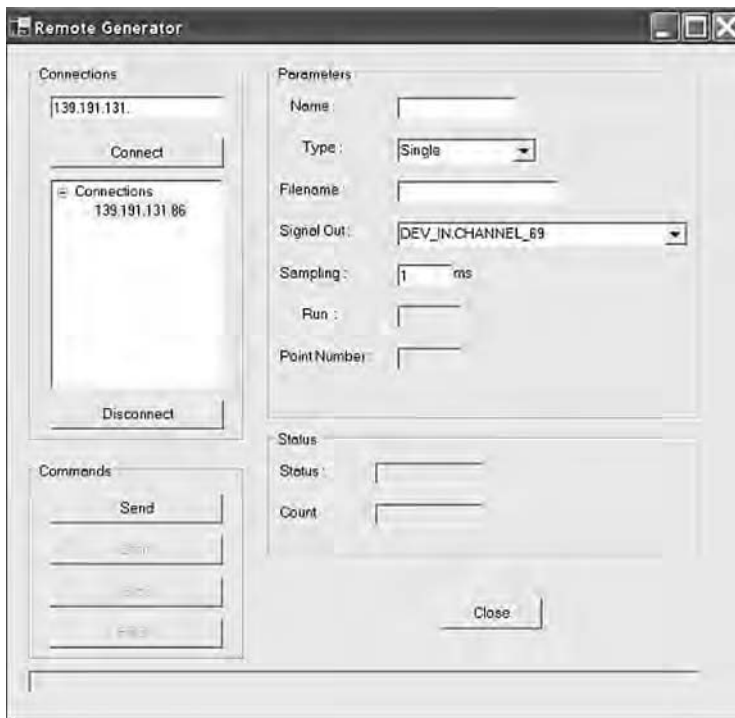 Remote Generator
Connections
139.191.131.
Connect
Connections
139.191.131.86
Disconnect
Commands
Send
Parameters
Name :
Type : Single
Filename
Signal Out : DEV_IN.CHANNEL_69
Sampling : 1 ms
Run :
Point Number
Status
Status :
Count
Close